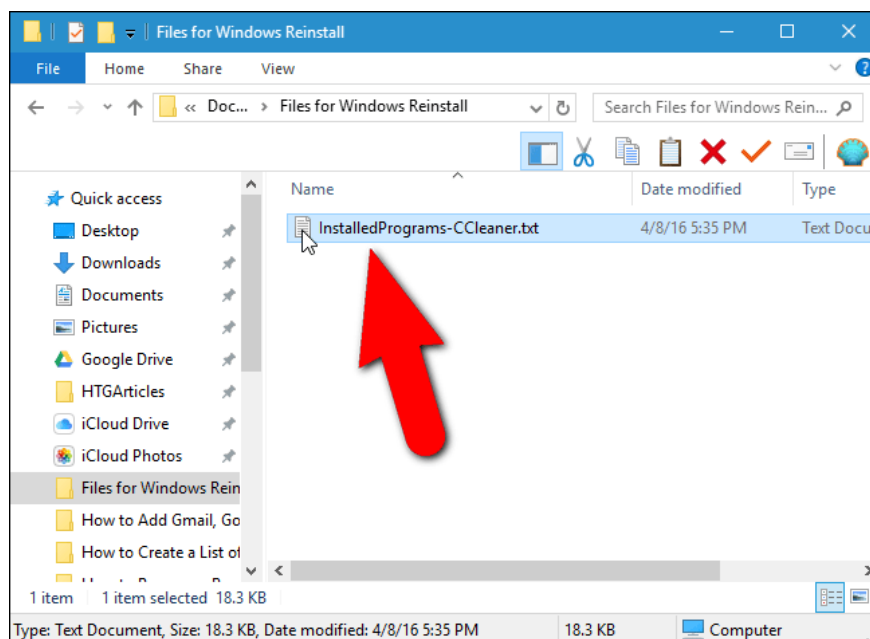 Files for Windows Reinstall
File Home Share View
« Doc... > Files for Windows Reinstall
Search Files for Windows Rein...
Name Date modified Type
Quick access
InstalledPrograms-CCleaner.txt 4/8/16 5:35 PM Text Docu
Desktop
Downloads
Documents
Pictures
Google Drive
HTGArticles
iCloud Drive
iCloud Photos
Files for Windows Rein
How to Add Gmail, Go
How to Create a List of
1 item 1 item selected 18.3 KB
Type: Text Document, Size: 18.3 KB, Date modified: 4/8/16 5:35 PM 18.3 KB Computer